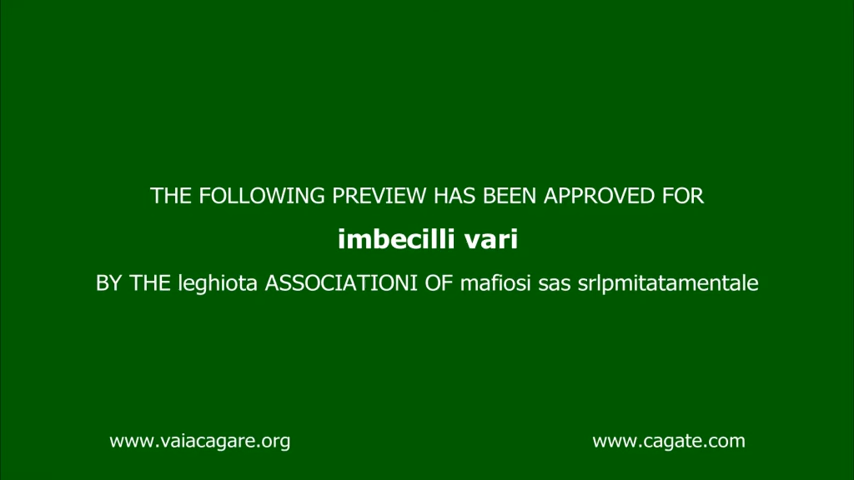 THE FOLLOWING PREVIEW HAS BEEN APPROVED FOR
imbecilli vari
BY THE leghiota ASSOCIATIONI OF mafiosi sas srlpmitatamentale
www.vaiacagare.org www.cagate.com